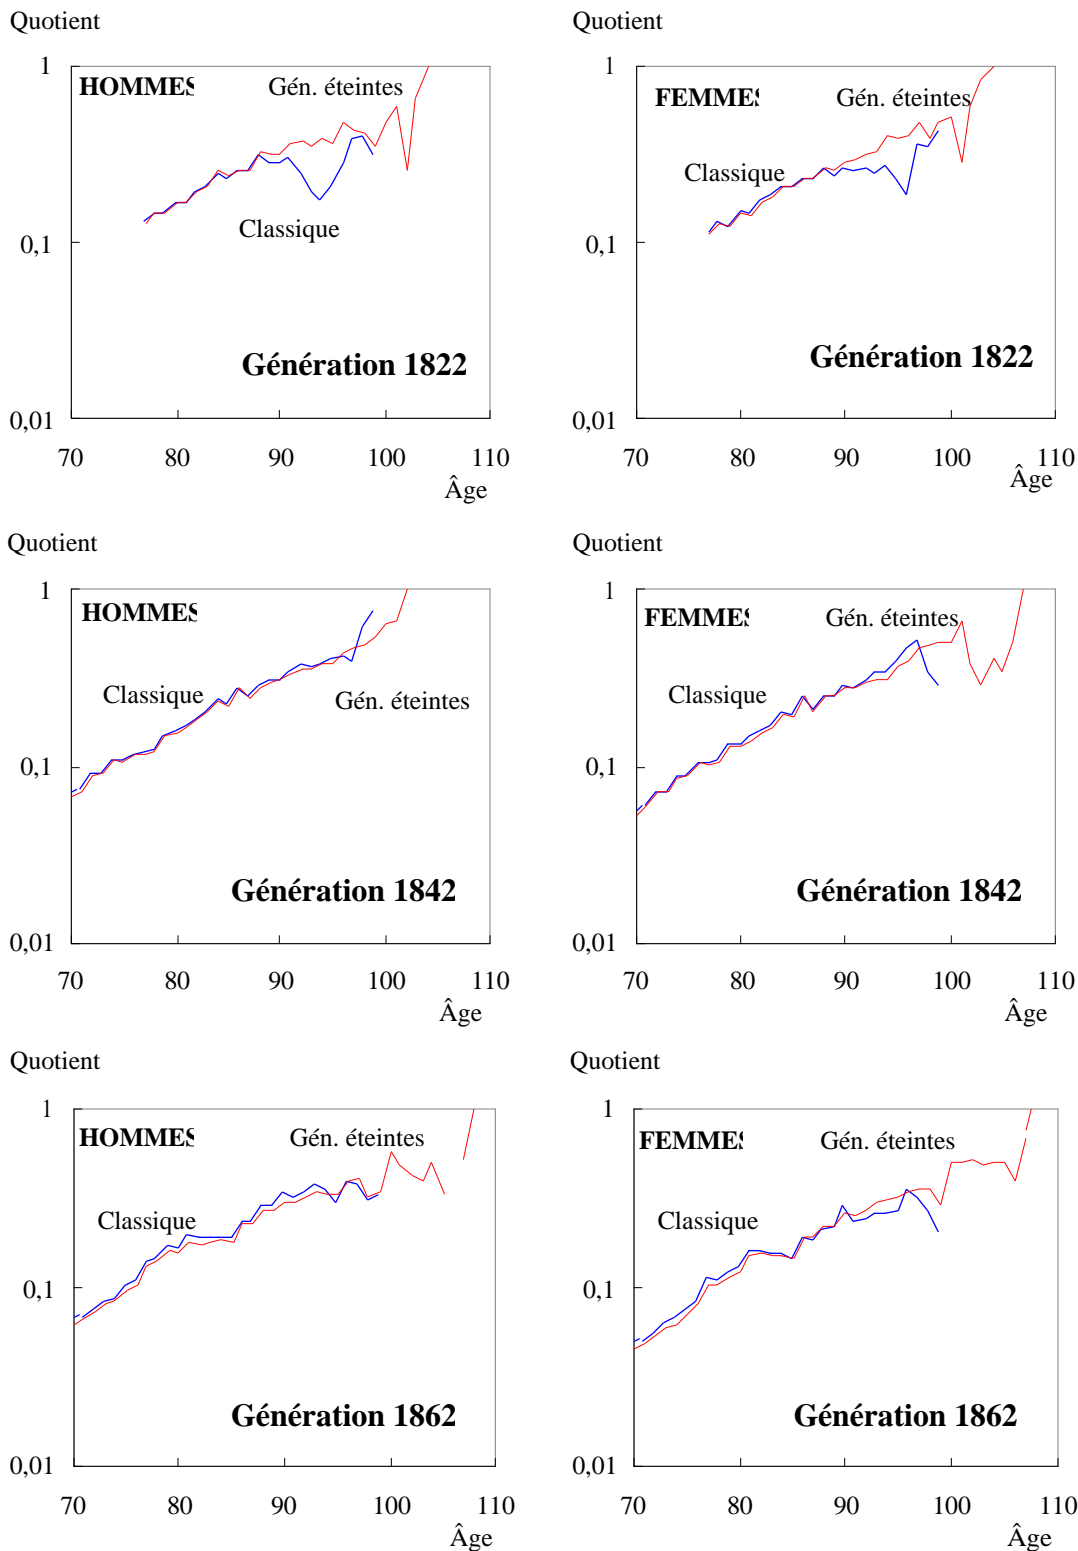 Quotient
Quotient
1
HOMMES
Gén. éteintes
Classique
0,1
Génération 1822
0,01
70 80 90 100 110
Âge
1
FEMMES
Gén. éteintes
Classique
0,1
Génération 1822
0,01
70 80 90 100 110
Âge
Quotient
Quotient
1
HOMMES
Classique
Gén. éteintes
0,1
Génération 1842
0,01
70 80 90 100 110
Âge
1
FEMMES
Gén. éteintes
Classique
0,1
Génération 1842
0,01
70 80 90 100 110
Âge
Quotient
Quotient
1
HOMMES
Gén. éteintes
Classique
0,1
Génération 1862
0,01
70 80 90 100 110
Âge
1
FEMMES
Gén. éteintes
Classique
0,1
Génération 1862
0,01
70 80 90 100 110
Âge